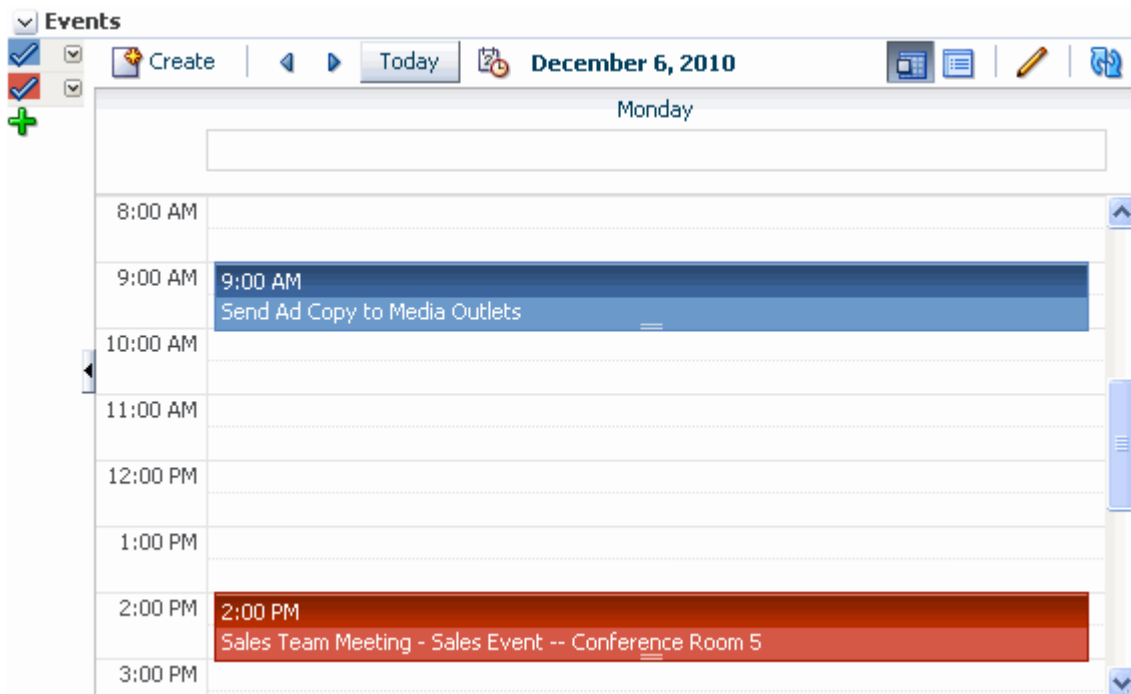 Events
Create
Today
December 6, 2010
Monday
8:00 AM
9:00 AM
9:00 AM
Send Ad Copy to Media Outlets
10:00 AM
11:00 AM
12:00 PM
1:00 PM
2:00 PM
2:00 PM
Sales Team Meeting - Sales Event -- Conference Room 5
3:00 PM